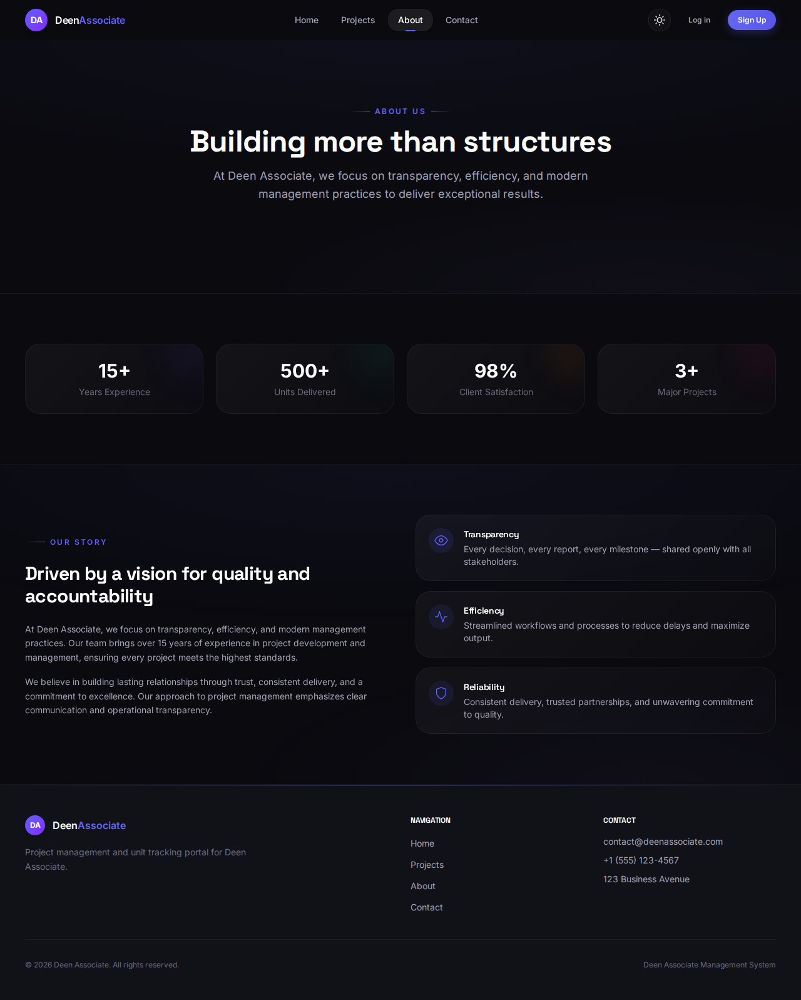 DA DeenAssociate
Home Projects About Contact
Log in
Sign Up
ABOUT US
Building more than structures
At Deen Associate, we focus on transparency, efficiency, and modern
management practices to deliver exceptional results.
15+
Years Experience
500+
Units Delivered
98%
Client Satisfaction
3+
Major Projects
OUR STORY
Driven by a vision for quality and
accountability
At Deen Associate, we focus on transparency, efficiency, and modern management
practices. Our team brings over 15 years of experience in project development and
management, ensuring every project meets the highest standards.
We believe in building lasting relationships through trust, consistent delivery, and a
commitment to excellence. Our approach to project management emphasizes clear
communication and operational transparency.
Transparency
Every decision, every report, every milestone — shared openly with all
stakeholders.
Efficiency
Streamlined workflows and processes to reduce delays and maximize
output.
Reliability
Consistent delivery, trusted partnerships, and unwavering commitment
to quality.
DA DeenAssociate
Project management and unit tracking portal for Deen
Associate.
NAVIGATION
Home
Projects
About
Contact
CONTACT
contact@deenassociate.com
+1 (555) 123-4567
123 Business Avenue
© 2026 Deen Associate. All rights reserved.
Deen Associate Management System